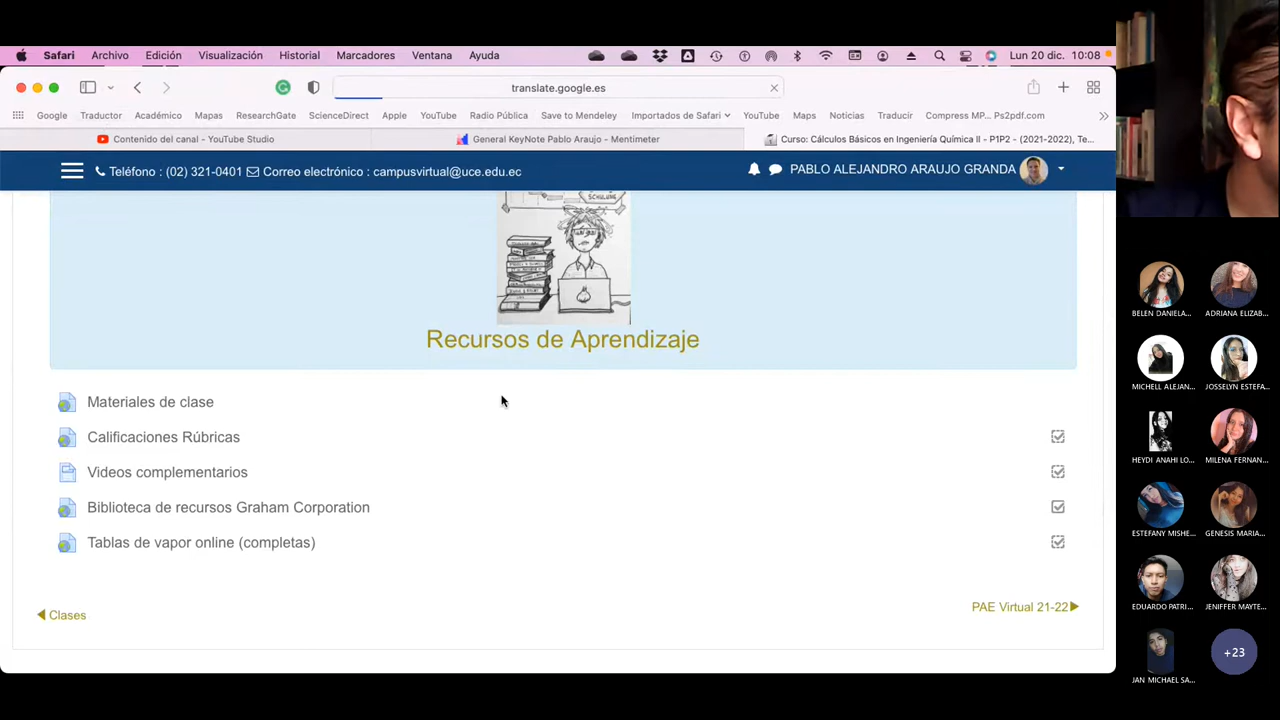 Safari Archivo Edición Visualización Historial Marcadores Ventana Ayuda Lun 20 dic. 10:08
translate.google.es
Google Traductor Académico Mapas ResearchGate ScienceDirect Apple YouTube Radio Pública Save to Mendeley Importados de Safari YouTube Maps Noticias Traducir Compress MP... Ps2pdf.com
Contenido del canal - YouTube Studio General KeyNote Pablo Araujo - Mentimeter Curso: Cálculos Básicos en Ingeniería Química II - P1P2 - (2021-2022), Te...
Teléfono : (02) 321-0401 Correo electrónico : campusvirtual@uce.edu.ec PABLO ALEJANDRO ARAUJO GRANDA
SCHULUNG
Recursos de Aprendizaje
Materiales de clase
Calificaciones Rúbricas
Videos complementarios
Biblioteca de recursos Graham Corporation
Tablas de vapor online (completas)
Clases PAE Virtual 21-22
BELEN DANIELA... ADRIANA ELIZAB...
MICHELL ALEJAN... JOSSELYN ESTEFA...
HEYDI ANAHI LO... MILENA FERNAN...
ESTEFANY MISHE... GENESIS MARIA...
EDUARDO PATRI... JENIFFER MAYTE...
JAN MICHAEL SA... +23